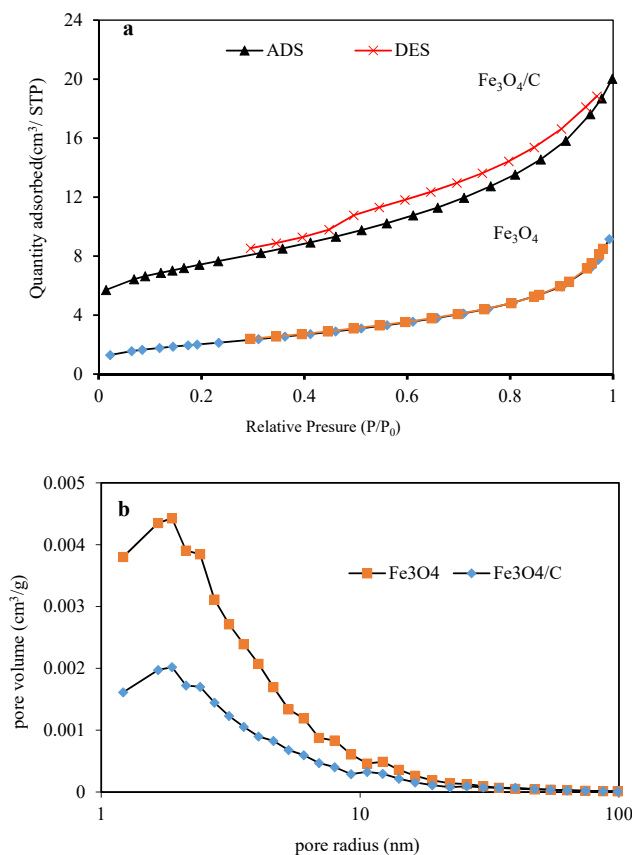 a
ADS DES
Fe₃O₄/C
Fe₃O₄
Quantity adsorbed(cm³/ STP)
24
20
16
12
8
4
0
0 0.2 0.4 0.6 0.8 1
Relative Presure (P/P₀)
b
Fe3O4 Fe3O4/C
pore volume (cm³/g)
0.005
0.004
0.003
0.002
0.001
0
1 10 100
pore radius (nm)